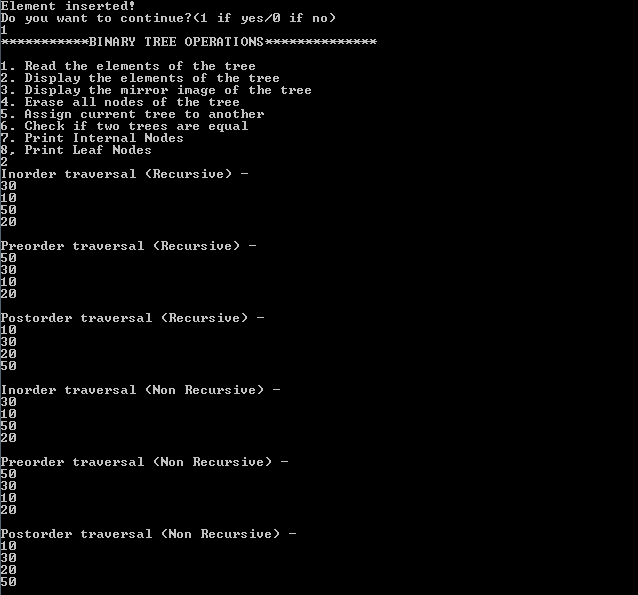 Element inserted!
Do you want to continue?(1 if yes/0 if no)
1
***********BINARY TREE OPERATIONS**************
1. Read the elements of the tree
2. Display the elements of the tree
3. Display the mirror image of the tree
4. Erase all nodes of the tree
5. Assign current tree to another
6. Check if two trees are equal
7. Print Internal Nodes
8. Print Leaf Nodes
2
Inorder traversal (Recursive) -
30
10
50
20
Preorder traversal (Recursive) -
50
30
10
20
Postorder traversal (Recursive) -
10
30
20
50
Inorder traversal (Non Recursive) -
30
10
50
20
Preorder traversal (Non Recursive) -
50
30
10
20
Postorder traversal (Non Recursive) -
10
30
20
50